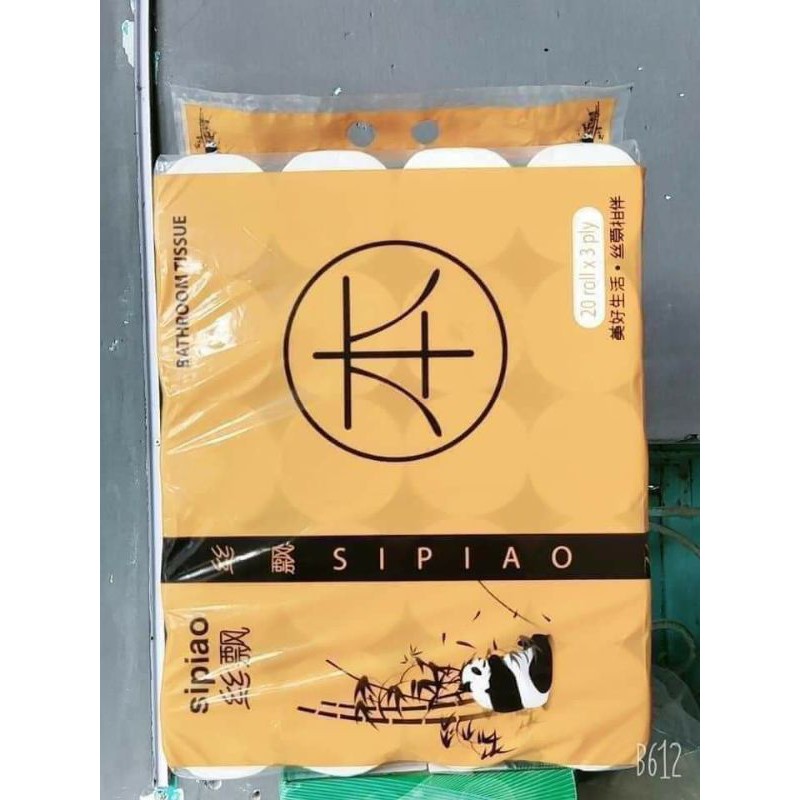 BATHROOM TISSUE
本
20 roll x 3 ply
美好生活·丝飘相伴
丝飘 SIPIAO
sipiao
丝飘
B612